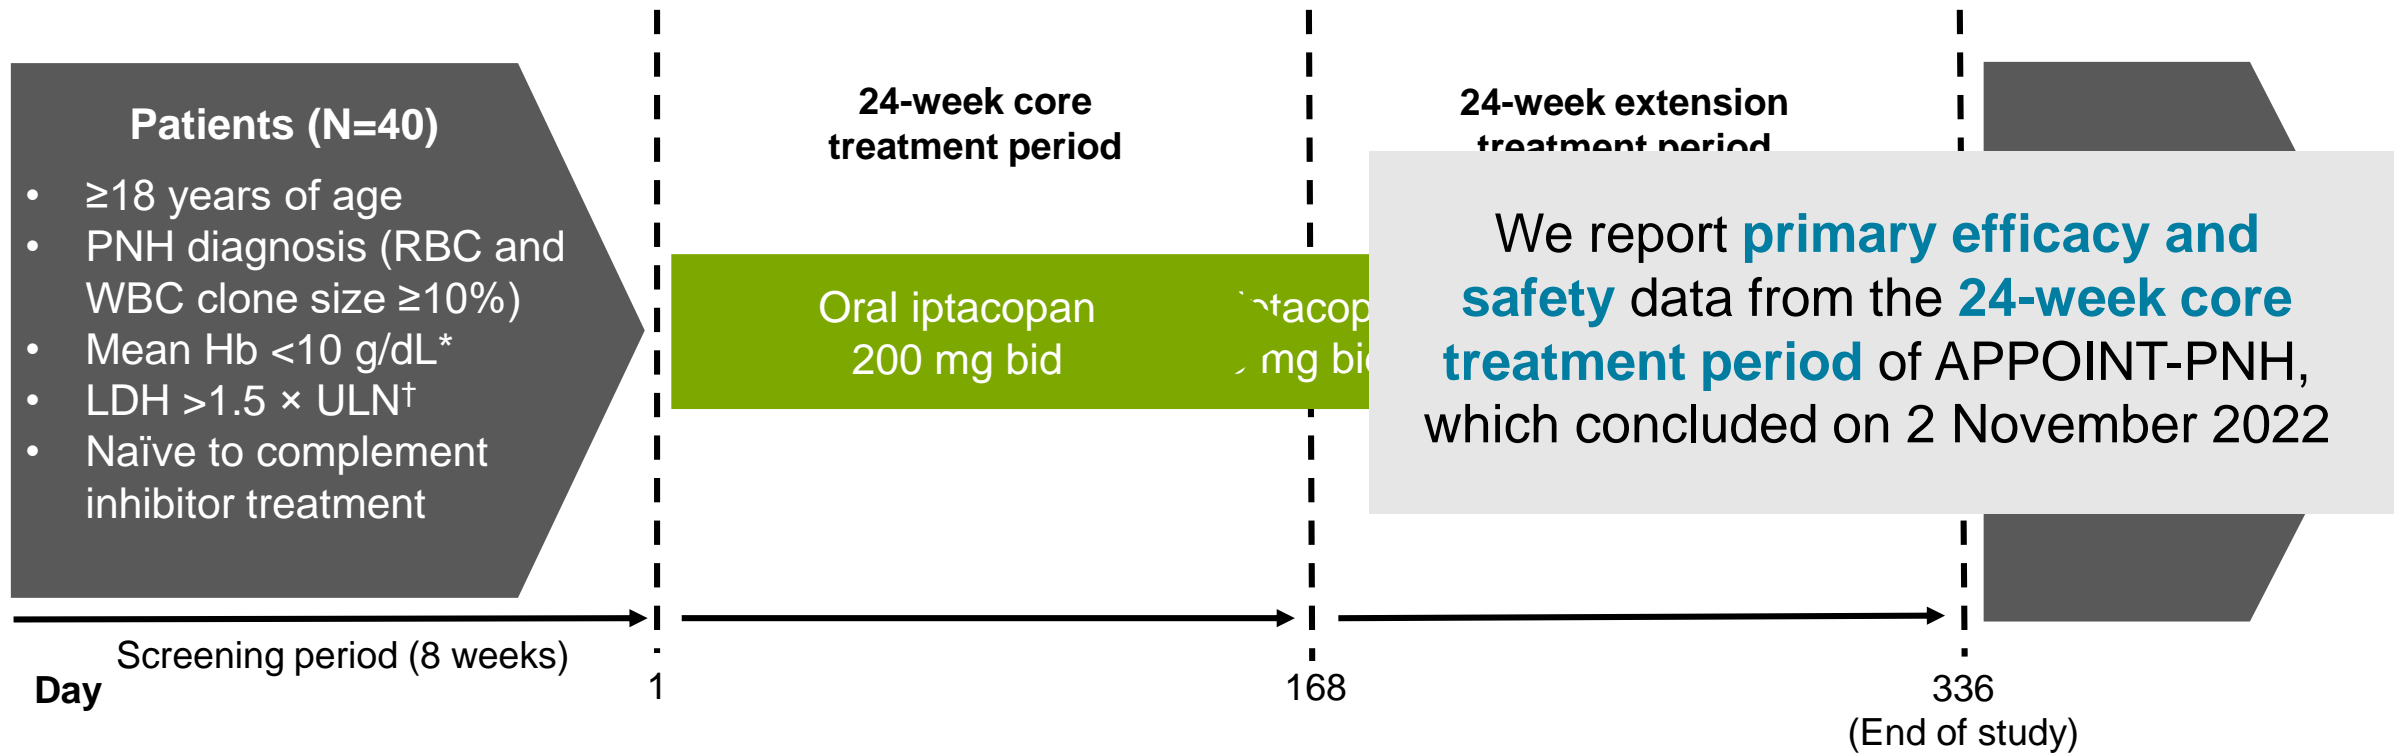 Patients (N=40)
• ≥18 years of age
• PNH diagnosis (RBC and
WBC clone size ≥10%)
• Mean Hb <10 g/dL*
• LDH >1.5 × ULN†
• Naïve to complement
inhibitor treatment
24-week core
treatment period
24-week extension
treatment period
Oral iptacopan
200 mg bid
mg
We report primary efficacy and
safety data from the 24-week core
treatment period of APPOINT-PNH,
which concluded on 2 November 2022
Screening period (8 weeks)
Day
1
168
336
(End of study)